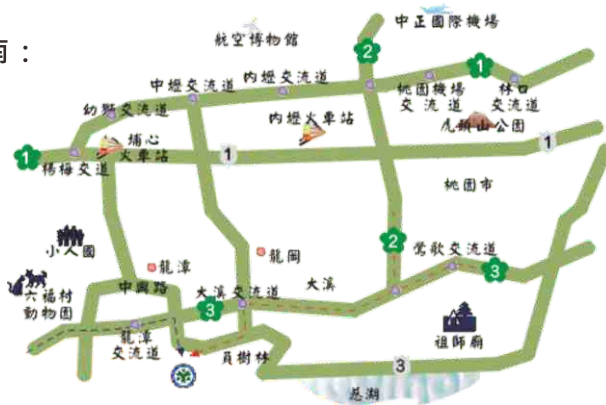 南：
中正國際機場
航空博物館
2
內壢交流道
1
中壢交流道
桃園機場
交流道
林口
交流道
幼獅交流道
內壢火車站
虎頭山公園
埔心
火車站
1
1
1
楊梅交道
桃園市
小人國
龍潭
龍岡
2
鶯歌交流道
3
六福村
動物園
中興路
大溪交流道
大溪
3
龍潭
交流道
員樹林
祖師廟
3
慈湖